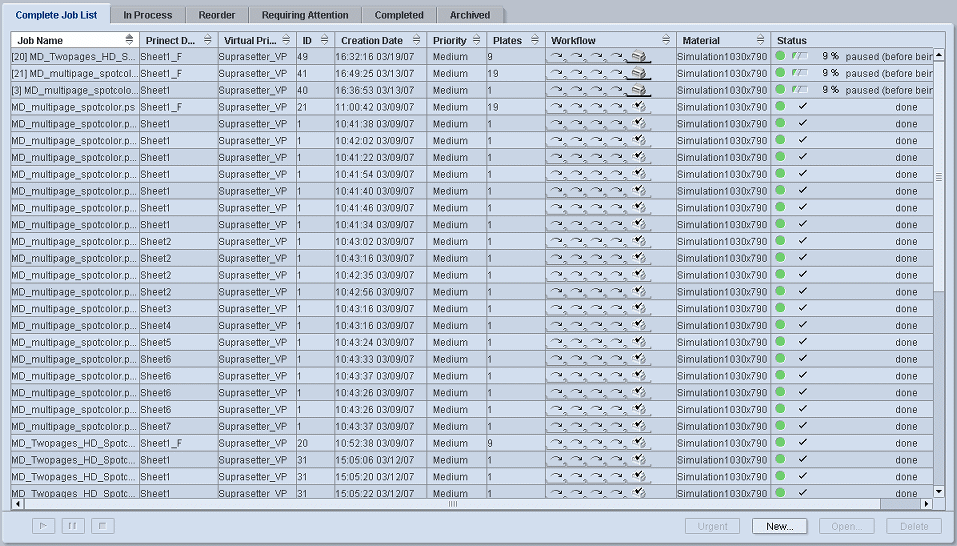 Complete Job List In Process Reorder Requiring Attention Completed Archived
Job Name Prinect D... Virtual Pri... ID Creation Date Priority Plates Workflow Material Status
[20] MD_Twopages_HD_S... Sheet1_F Suprasetter_VP 49 16:32:16 03/19/07 Medium 9 Simulation1030x790 9 % paused (before bein
[21] MD_multipage_spotcol... Sheet1_F Suprasetter_VP 41 16:49:25 03/13/07 Medium 19 Simulation1030x790 9 % paused (before bein
[3] MD_multipage_spotcolo... Sheet1 Suprasetter_VP 40 16:36:53 03/13/07 Medium 1 Simulation1030x790 9 % paused (before bein
MD_multipage_spotcolor.ps Sheet1_F Suprasetter_VP 21 11:00:42 03/09/07 Medium 19 Simulation1030x790 done
MD_multipage_spotcolor.p... Sheet1 Suprasetter_VP 1 10:41:38 03/09/07 Medium 1 Simulation1030x790 done
MD_multipage_spotcolor.p... Sheet1 Suprasetter_VP 1 10:42:02 03/09/07 Medium 1 Simulation1030x790 done
MD_multipage_spotcolor.p... Sheet1 Suprasetter_VP 1 10:41:22 03/09/07 Medium 1 Simulation1030x790 done
MD_multipage_spotcolor.p... Sheet1 Suprasetter_VP 1 10:41:54 03/09/07 Medium 1 Simulation1030x790 done
MD_multipage_spotcolor.p... Sheet1 Suprasetter_VP 1 10:41:40 03/09/07 Medium 1 Simulation1030x790 done
MD_multipage_spotcolor.p... Sheet1 Suprasetter_VP 1 10:41:46 03/09/07 Medium 1 Simulation1030x790 done
MD_multipage_spotcolor.p... Sheet1 Suprasetter_VP 1 10:41:34 03/09/07 Medium 1 Simulation1030x790 done
MD_multipage_spotcolor.p... Sheet2 Suprasetter_VP 1 10:43:02 03/09/07 Medium 1 Simulation1030x790 done
MD_multipage_spotcolor.p... Sheet2 Suprasetter_VP 1 10:43:16 03/09/07 Medium 1 Simulation1030x790 done
MD_multipage_spotcolor.p... Sheet2 Suprasetter_VP 1 10:42:35 03/09/07 Medium 1 Simulation1030x790 done
MD_multipage_spotcolor.p... Sheet2 Suprasetter_VP 1 10:42:56 03/09/07 Medium 1 Simulation1030x790 done
MD_multipage_spotcolor.p... Sheet3 Suprasetter_VP 1 10:43:16 03/09/07 Medium 1 Simulation1030x790 done
MD_multipage_spotcolor.p... Sheet4 Suprasetter_VP 1 10:43:16 03/09/07 Medium 1 Simulation1030x790 done
MD_multipage_spotcolor.p... Sheet5 Suprasetter_VP 1 10:43:24 03/09/07 Medium 1 Simulation1030x790 done
MD_multipage_spotcolor.p... Sheet6 Suprasetter_VP 1 10:43:33 03/09/07 Medium 1 Simulation1030x790 done
MD_multipage_spotcolor.p... Sheet6 Suprasetter_VP 1 10:43:37 03/09/07 Medium 1 Simulation1030x790 done
MD_multipage_spotcolor.p... Sheet6 Suprasetter_VP 1 10:43:26 03/09/07 Medium 1 Simulation1030x790 done
MD_multipage_spotcolor.p... Sheet6 Suprasetter_VP 1 10:43:26 03/09/07 Medium 1 Simulation1030x790 done
MD_multipage_spotcolor.p... Sheet7 Suprasetter_VP 1 10:43:37 03/09/07 Medium 1 Simulation1030x790 done
MD_Twopages_HD_Spotc... Sheet1_F Suprasetter_VP 20 10:52:38 03/09/07 Medium 9 Simulation1030x790 done
MD_Twopages_HD_Spotc... Sheet1 Suprasetter_VP 31 15:05:06 03/12/07 Medium 1 Simulation1030x790 done
MD_Twopages_HD_Spotc... Sheet1 Suprasetter_VP 31 15:05:20 03/12/07 Medium 1 Simulation1030x790 done
MD_Twopages_HD_Spotc... Sheet1 Suprasetter_VP 31 15:05:22 03/12/07 Medium 1 Simulation1030x790 done
Urgent New... Open... Delete